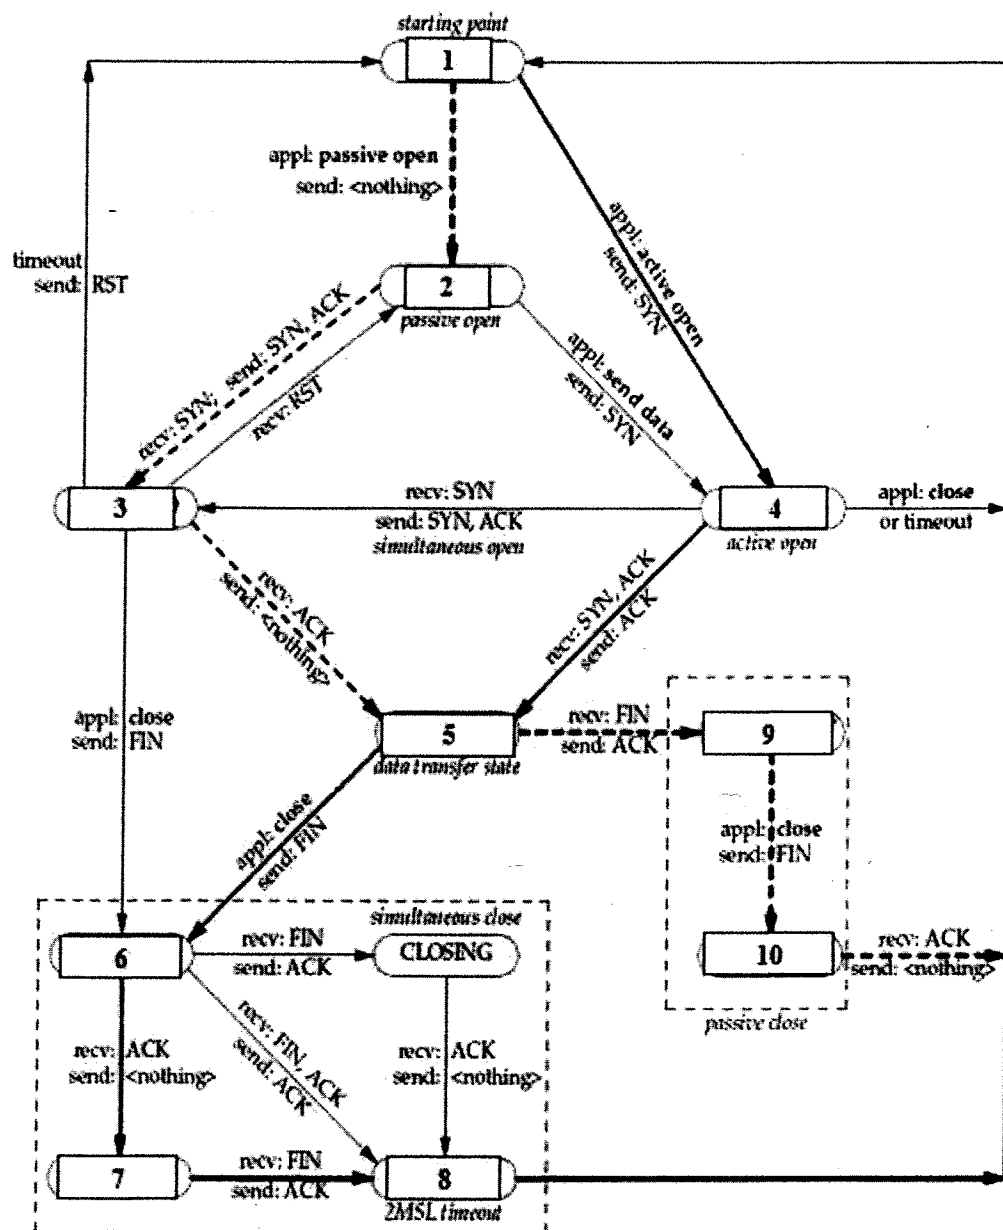 starting point
1
appl: passive open
send: <nothing>
appl: active open
send: SYN
timeout
send: RST
2
passive open
recv: SYN; send: SYN, ACK
recv: RST
appl: send data
send: SYN
3
recv: SYN
send: SYN, ACK
simultaneous open
4
active open
appl: close
or timeout
recv: ACK
send: <nothing>
recv: SYN, ACK
send: ACK
appl: close
send: FIN
5
data transfer state
recv: FIN
send: ACK
9
appl: close
send: FIN
appl: close
send: FIN
10
passive close
recv: ACK
send: <nothing>
simultaneous close
6
recv: FIN
send: ACK
CLOSING
recv: ACK
send: <nothing>
recv: FIN, ACK
send: ACK
recv: ACK
send: <nothing>
7
recv: FIN
send: ACK
8
2MSL timeout